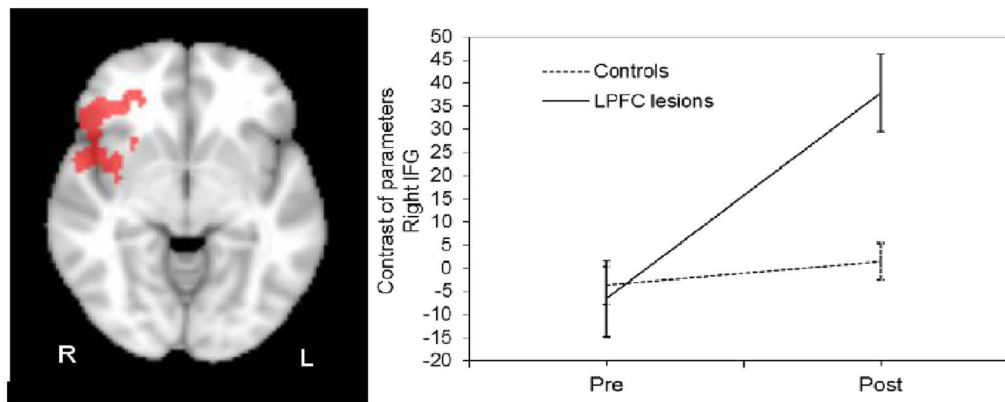 R
L
Contrast of parameters
Right IFG
50
45
40
35
30
25
20
15
10
5
0
-5
-10
-15
-20
Controls
LPFC lesions
Pre
Post